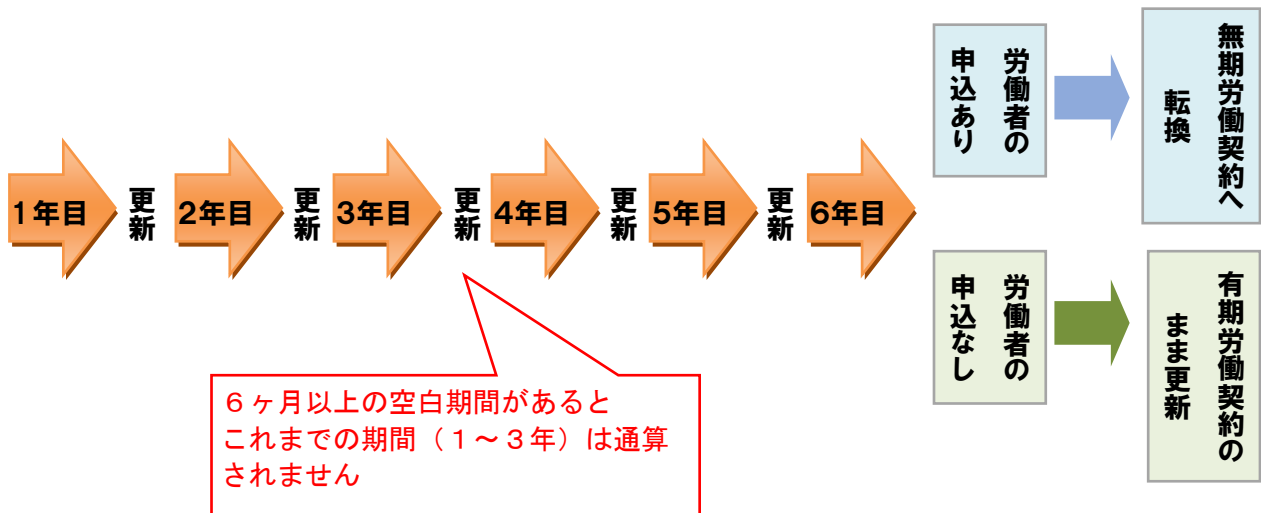 1年目
更新
2年目
更新
3年目
更新
4年目
更新
5年目
更新
6年目
労働者の
申込あり
無期労働契約へ
転換
労働者の
申込なし
有期労働契約の
まま更新
6ヶ月以上の空白期間があると
これまでの期間(1~3年)は通算
されません